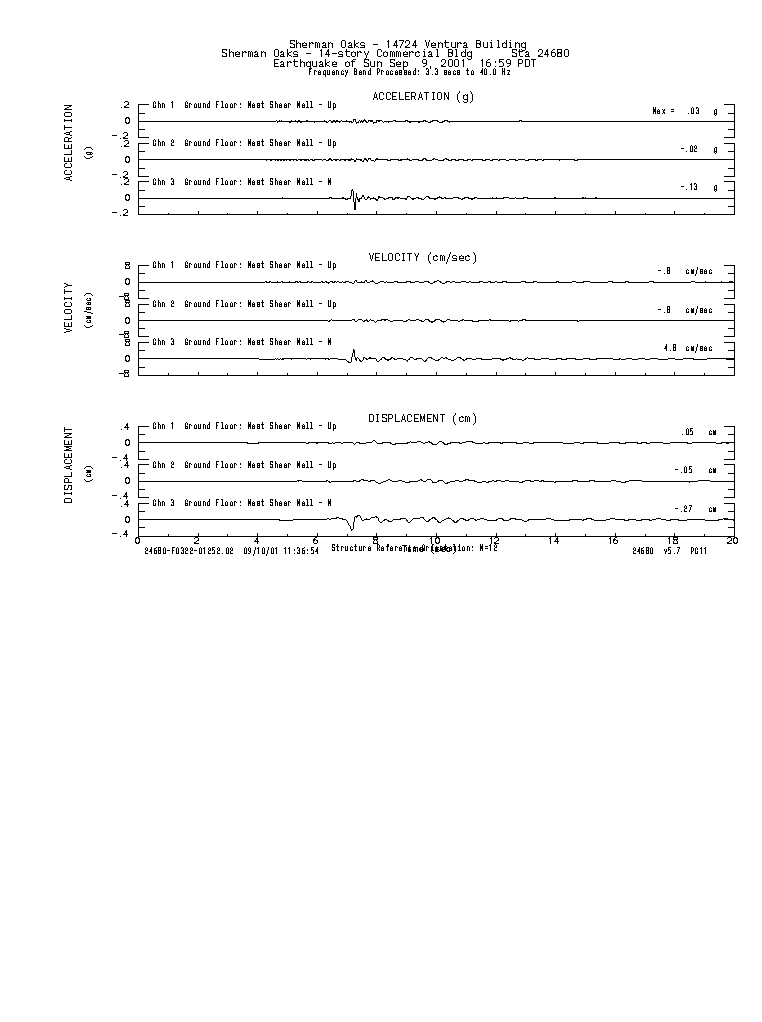 Sherman Oaks - 14724 Ventura Building
Sherman Oaks - 14-story Commercial Bldg Sta 24680
Earthquake of Sun Sep 9, 2001 16:59 PDT
Frequency Band Processed: 3.3 secs to 40.0 Hz
ACCELERATION (g)
ACCELERATION
(g)
.2 Chn 1 Ground Floor: West Shear Wall - Up Max = .03 g
0
-.2
.2 Chn 2 Ground Floor: West Shear Wall - Up -.02 g
0
-.2
.2 Chn 3 Ground Floor: West Shear Wall - N -.13 g
0
-.2
VELOCITY (cm/sec)
VELOCITY
(cm/sec)
8 Chn 1 Ground Floor: West Shear Wall - Up -.8 cm/sec
0
-8
8 Chn 2 Ground Floor: West Shear Wall - Up -.8 cm/sec
0
-8
8 Chn 3 Ground Floor: West Shear Wall - N 4.8 cm/sec
0
-8
DISPLACEMENT (cm)
DISPLACEMENT
(cm)
.4 Chn 1 Ground Floor: West Shear Wall - Up .05 cm
0
-.4
.4 Chn 2 Ground Floor: West Shear Wall - Up -.05 cm
0
-.4
.4 Chn 3 Ground Floor: West Shear Wall - N -.27 cm
0
-.4
0 2 4 6 8 10 12 14 16 18 20
Time (sec)
24680-F0322-01252.02 09/10/01 11:36:54 Structure Reference Orientation: N=12 24680 v5.7 PC11